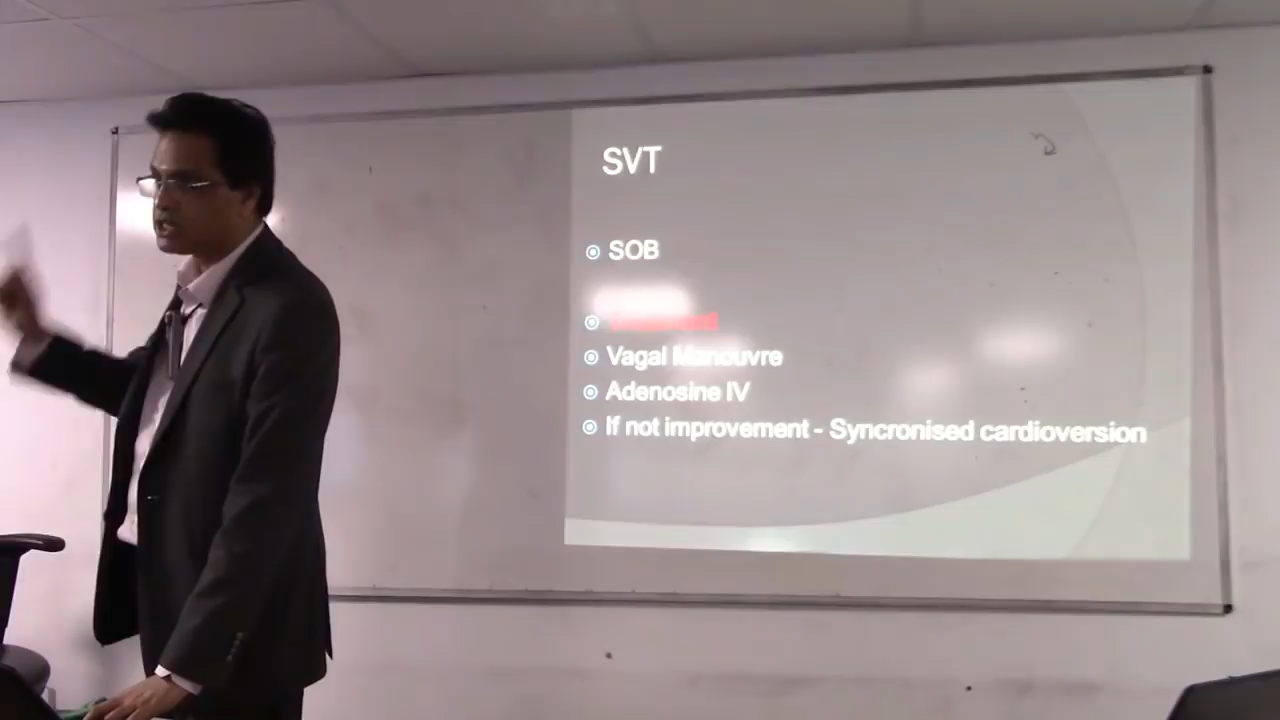 SVT
SOB
Vagal Manouvre
Adenosine IV
If not improvement - Syncronised cardioversion